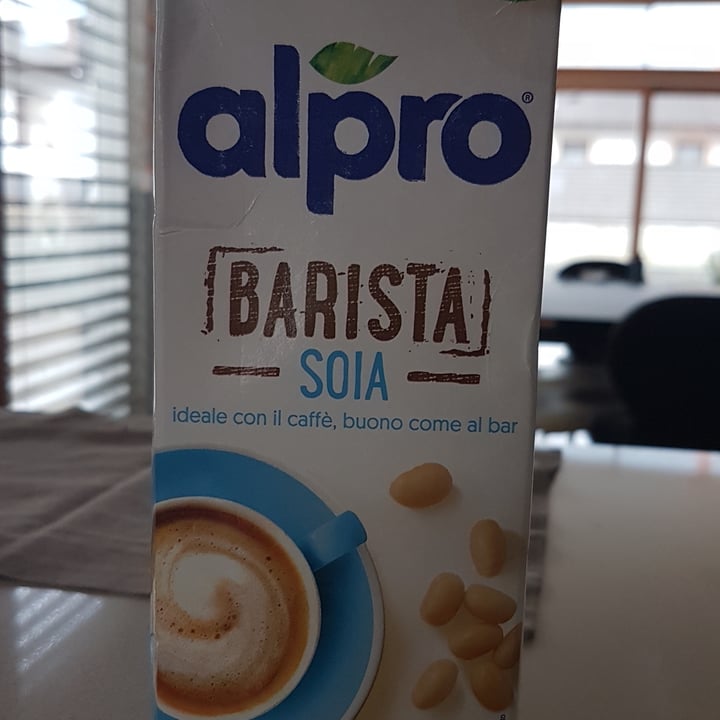 alpro®
BARISTA
SOIA
ideale con il caffè, buono come al bar